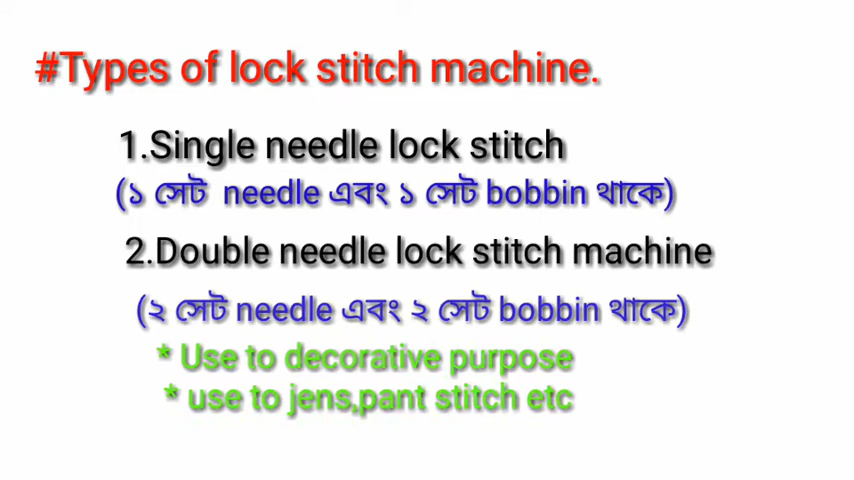 #Types of lock stitch machine.
1.Single needle lock stitch
(১ সেট needle এবং ১ সেট bobbin থাকে)
2.Double needle lock stitch machine
(২ সেট needle এবং ২ সেট bobbin থাকে)
* Use to decorative purpose
* use to jens,pant stitch etc